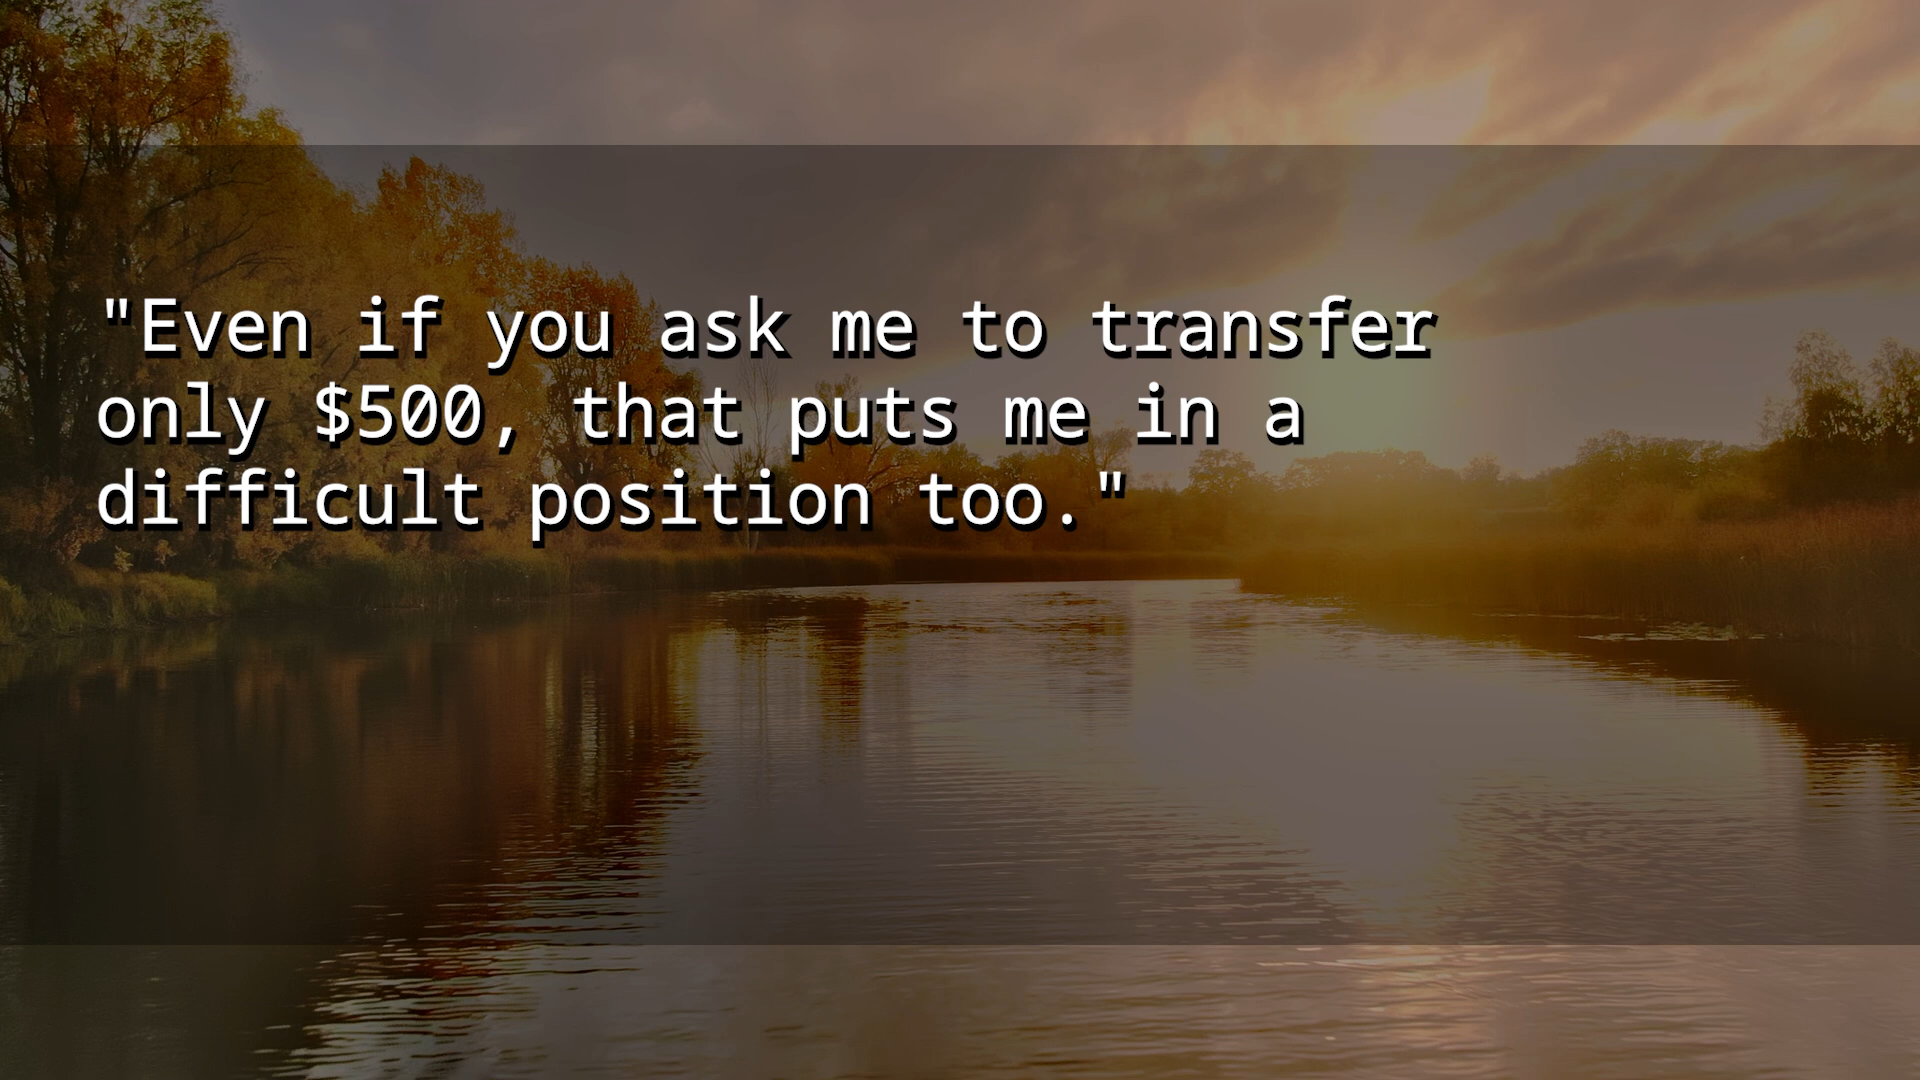 "Even if you ask me to transfer
only $500, that puts me in a
difficult position too."